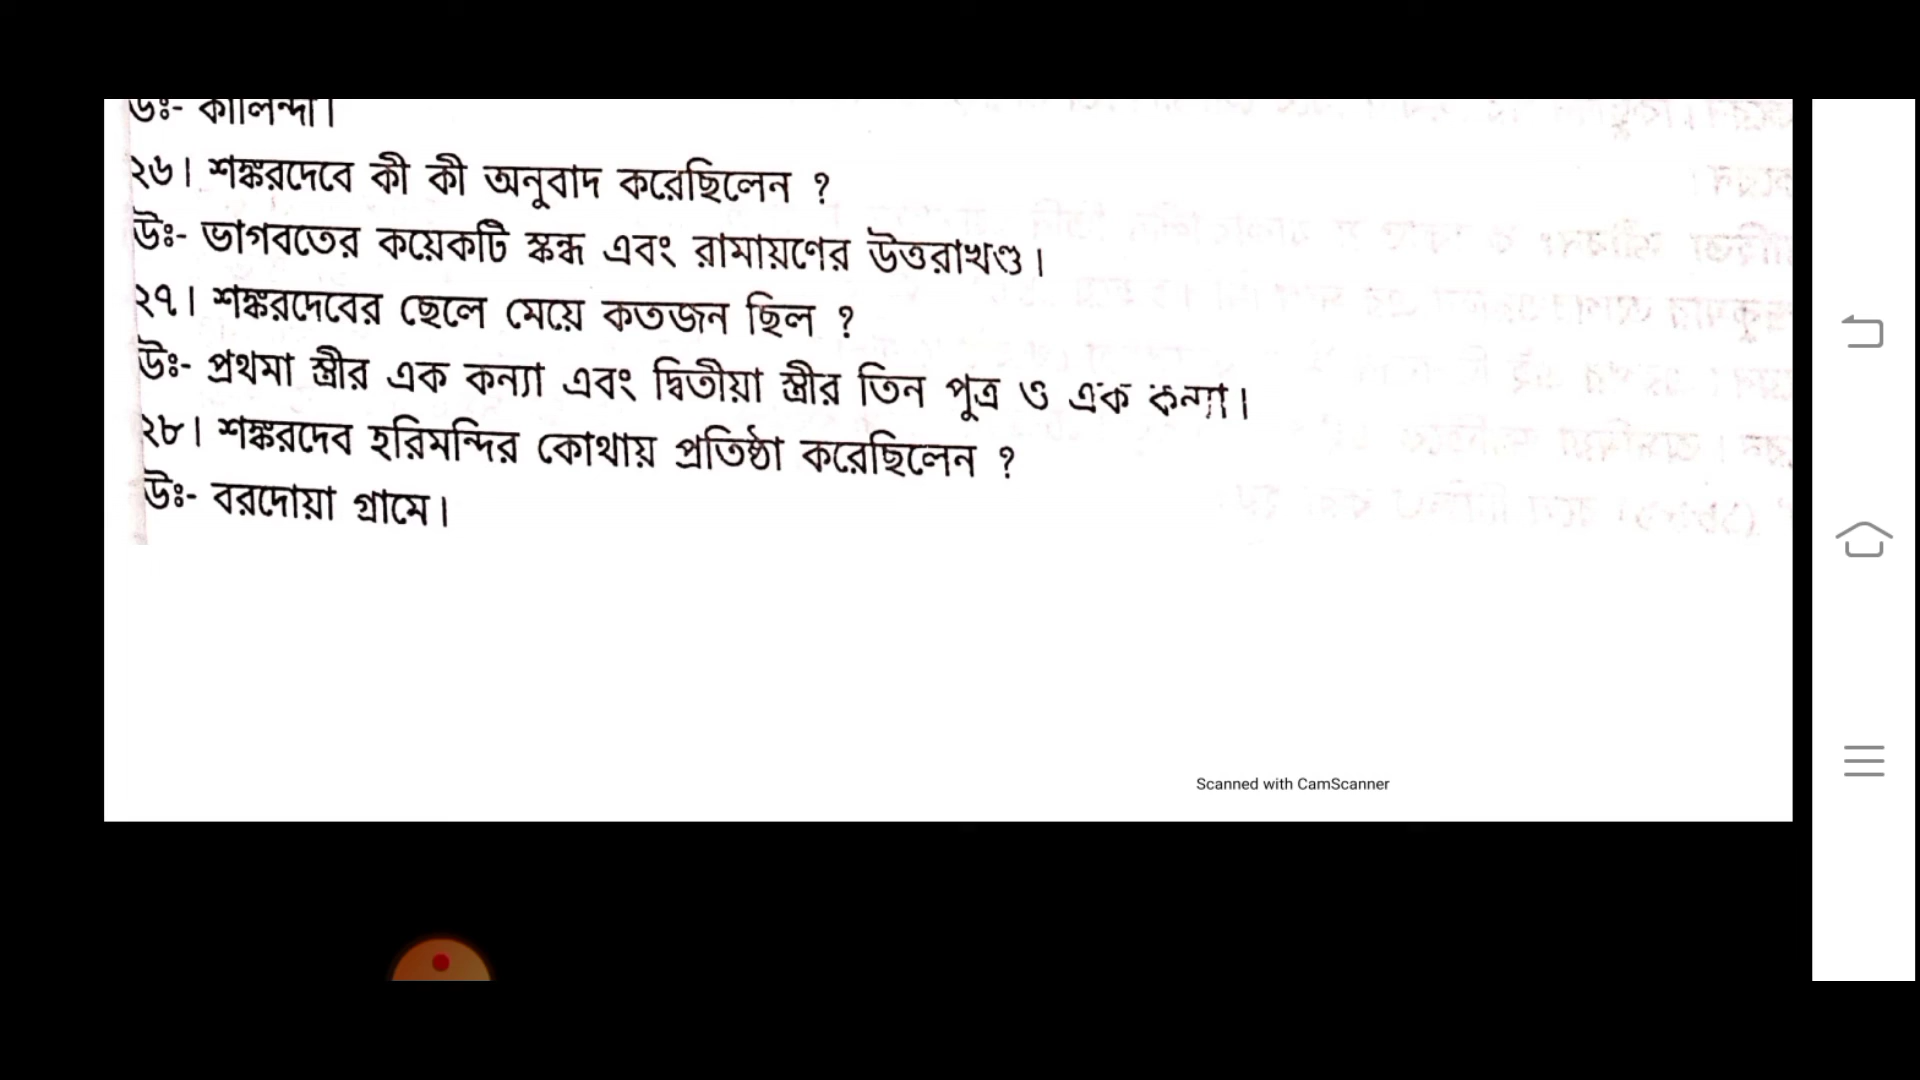 উঃ- কালিন্দী।
২৬। শঙ্করদেবে কী কী অনুবাদ করেছিলেন ?
উঃ- ভাগবতের কয়েকটি স্কন্ধ এবং রামায়ণের উত্তরাখণ্ড।
২৭। শঙ্করদেবের ছেলে মেয়ে কতজন ছিল ?
উঃ- প্রথমা স্ত্রীর এক কন্যা এবং দ্বিতীয়া স্ত্রীর তিন পুত্র ও এক কন্যা।
২৮। শঙ্করদেব হরিমন্দির কোথায় প্রতিষ্ঠা করেছিলেন ?
উঃ- বরদোয়া গ্রামে।
Scanned with CamScanner